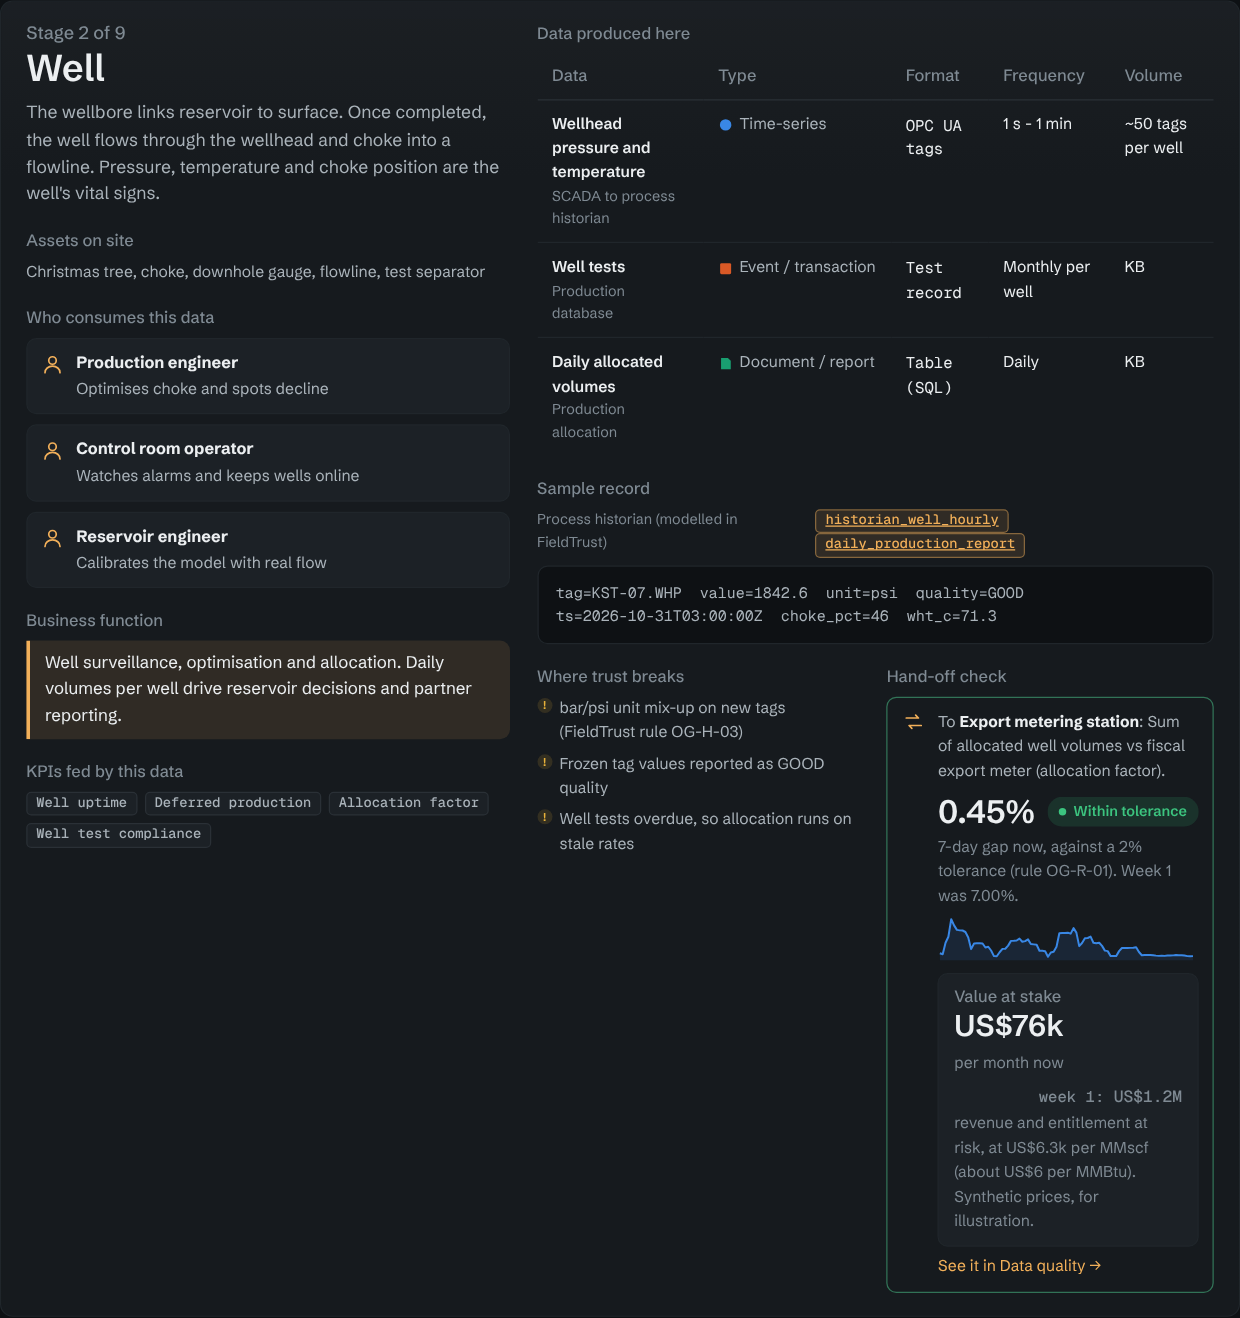 Stage 2 of 9
Well
The wellbore links reservoir to surface. Once completed,
the well flows through the wellhead and choke into a
flowline. Pressure, temperature and choke position are the
well's vital signs.
Assets on site
Christmas tree, choke, downhole gauge, flowline, test separator
Who consumes this data
Production engineer
Optimises choke and spots decline
Control room operator
Watches alarms and keeps wells online
Reservoir engineer
Calibrates the model with real flow
Business function
Well surveillance, optimisation and allocation. Daily
volumes per well drive reservoir decisions and partner
reporting.
KPIs fed by this data
Well uptime Deferred production Allocation factor
Well test compliance
Data produced here
Data Type Format Frequency Volume
Wellhead
pressure and
temperature
SCADA to process
historian
Time-series
OPC UA
tags
1 s - 1 min
~50 tags
per well
Well tests
Production
database
Event / transaction
Test
record
Monthly per
well
KB
Daily allocated
volumes
Production
allocation
Document / report
Table
(SQL)
Daily
KB
Sample record
Process historian (modelled in
FieldTrust)
historian_well_hourly
daily_production_report
tag=KST-07.WHP value=1842.6 unit=psi quality=GOOD
ts=2026-10-31T03:00:00Z choke_pct=46 wht_c=71.3
Where trust breaks
! bar/psi unit mix-up on new tags
(FieldTrust rule OG-H-03)
! Frozen tag values reported as GOOD
quality
! Well tests overdue, so allocation runs on
stale rates
Hand-off check
To Export metering station: Sum
of allocated well volumes vs fiscal
export meter (allocation factor).
0.45% Within tolerance
7-day gap now, against a 2%
tolerance (rule OG-R-01). Week 1
was 7.00%.
Value at stake
US$76k
per month now
week 1: US$1.2M
revenue and entitlement at
risk, at US$6.3k per MMscf
(about US$6 per MMBtu).
Synthetic prices, for
illustration.
See it in Data quality →